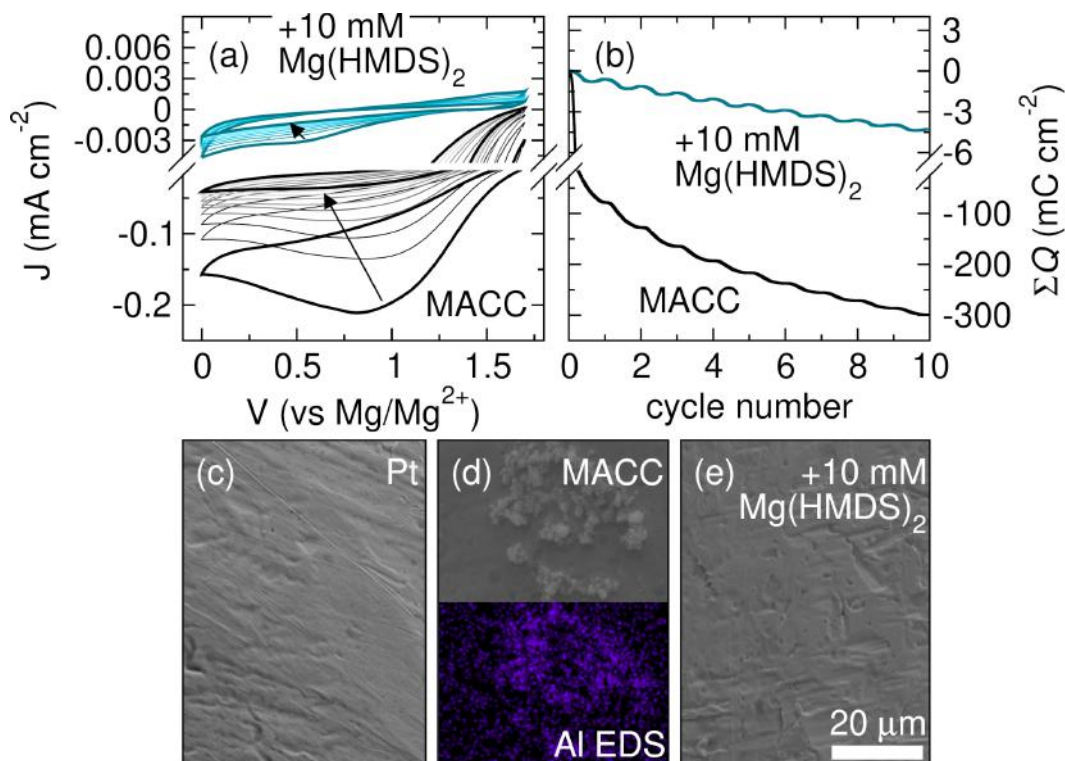 (a)
+10 mM
Mg(HMDS)₂
0.006
0.003
0
-0.003
-0.1
-0.2
J (mA cm⁻²)
MACC
0
0.5
1
1.5
V (vs Mg/Mg²⁺)
(b)
3
0
-3
-6
-100
-200
-300
ΣQ (mC cm⁻²)
+10 mM
Mg(HMDS)₂
MACC
0
2
4
6
8
10
cycle number
(c)
Pt
(d)
MACC
Al EDS
(e)
+10 mM
Mg(HMDS)₂
20 μm